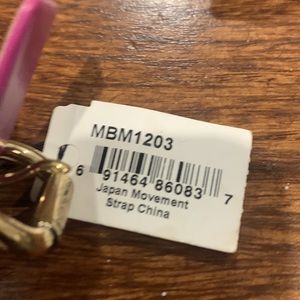 MBM1203
6 91464 86083 7
Japan Movement
Strap China